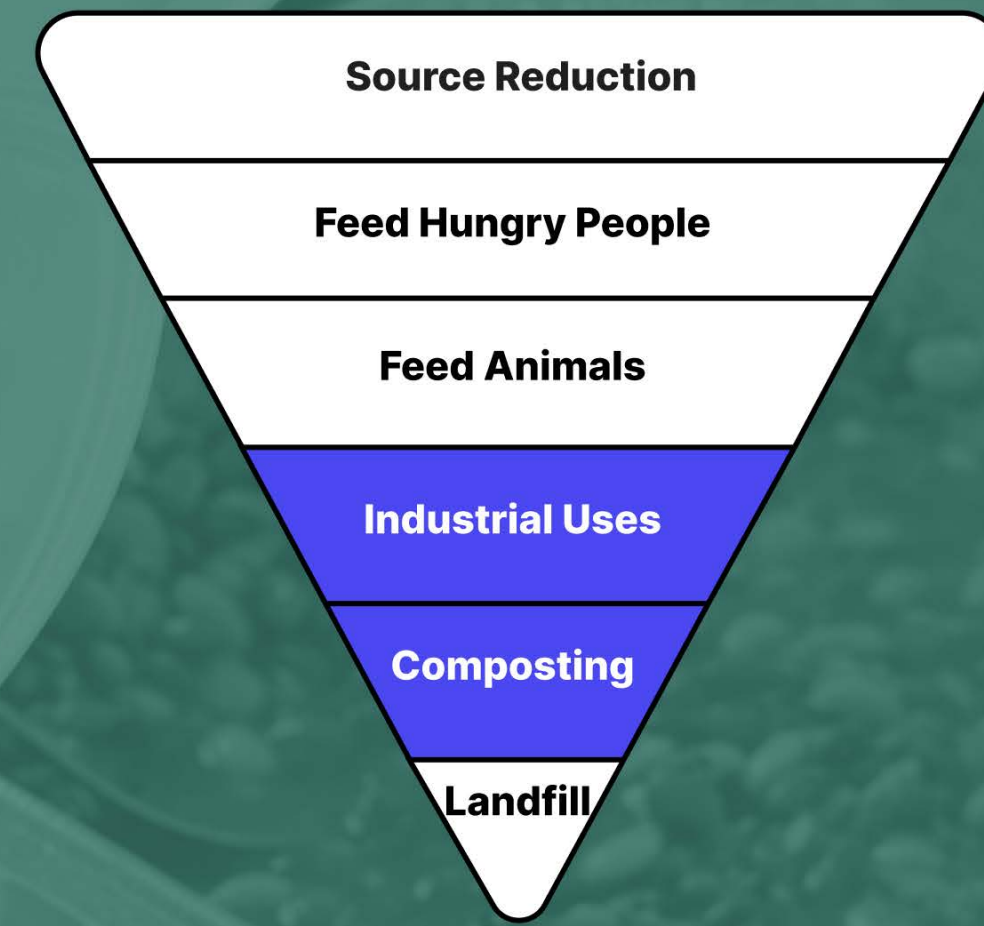 Source Reduction
Feed Hungry People
Feed Animals
Industrial Uses
Composting
Landfill